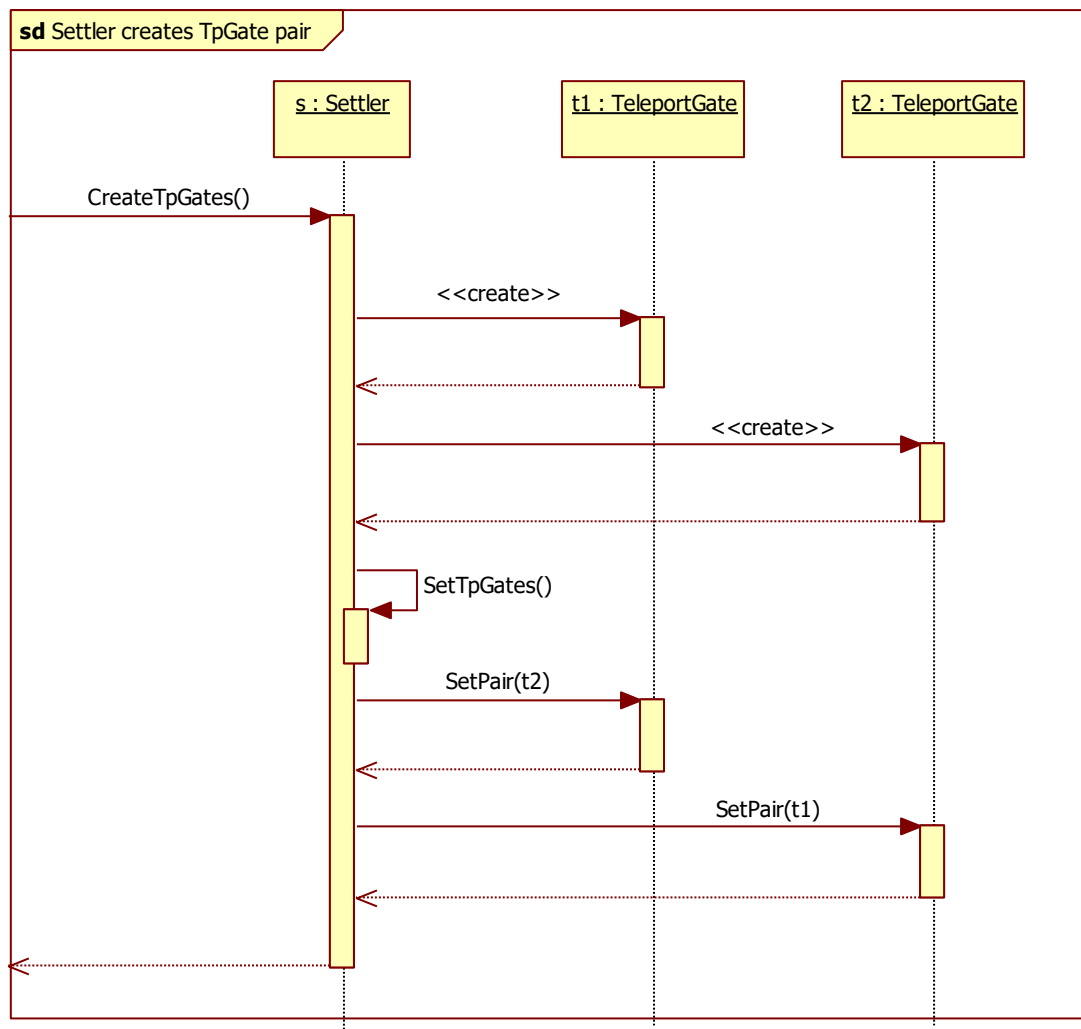 sd Settler creates TpGate pair
s : Settler
t1 : TeleportGate
t2 : TeleportGate
CreateTpGates()
<<create>>
<<create>>
SetTpGates()
SetPair(t2)
SetPair(t1)